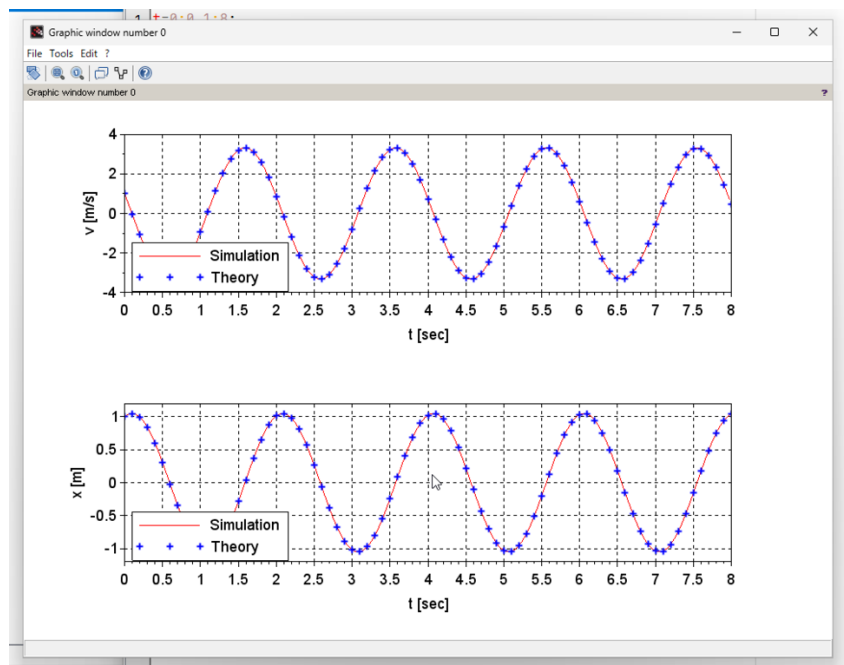 Graphic window number 0
File Tools Edit ?
Graphic window number 0 ?
4
2
0
-2
-4
v [m/s]
Simulation
Theory
0 0.5 1 1.5 2 2.5 3 3.5 4 4.5 5 5.5 6 6.5 7 7.5 8
t [sec]
1
0.5
0
-0.5
-1
x [m]
Simulation
Theory
0 0.5 1 1.5 2 2.5 3 3.5 4 4.5 5 5.5 6 6.5 7 7.5 8
t [sec]